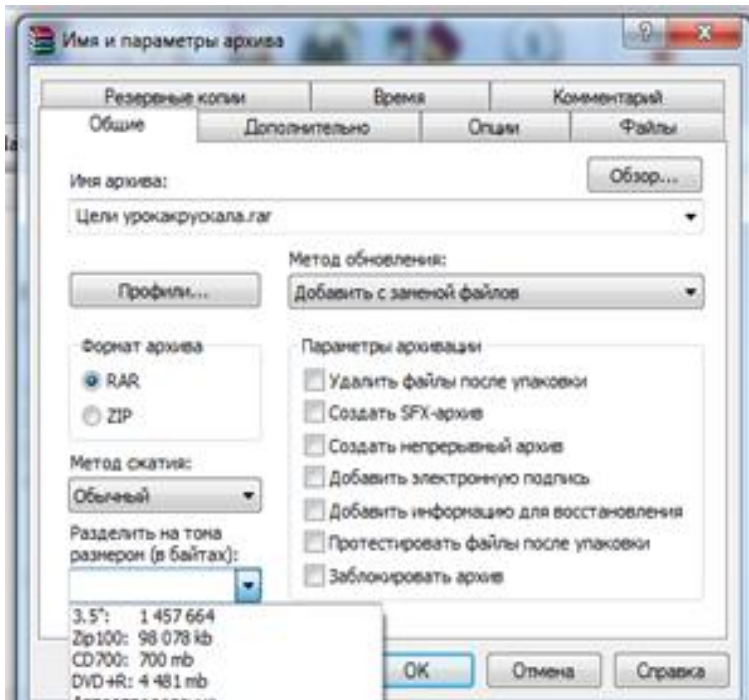 Имя и параметры архива
Резервные копии
Время
Комментарий
Общие
Дополнительно
Опции
Файлы
Имя архива:
Обзор...
Цели урокакрускала.rar
Метод обновления:
Профили...
Добавить с заменой файлов
Формат архива
RAR
ZIP
Параметры архивации
Удалить файлы после упаковки
Создать SFX-архив
Создать непрерывный архив
Добавить электронную подпись
Добавить информацию для восстановления
Протестировать файлы после упаковки
Заблокировать архив
Метод сжатия:
Обычный
Разделить на тома
размером (в байтах):
3.5": 1 457 664
Zip100: 98 078 kb
CD700: 700 mb
DVD+R: 4 481 mb
OK
Отмена
Справка